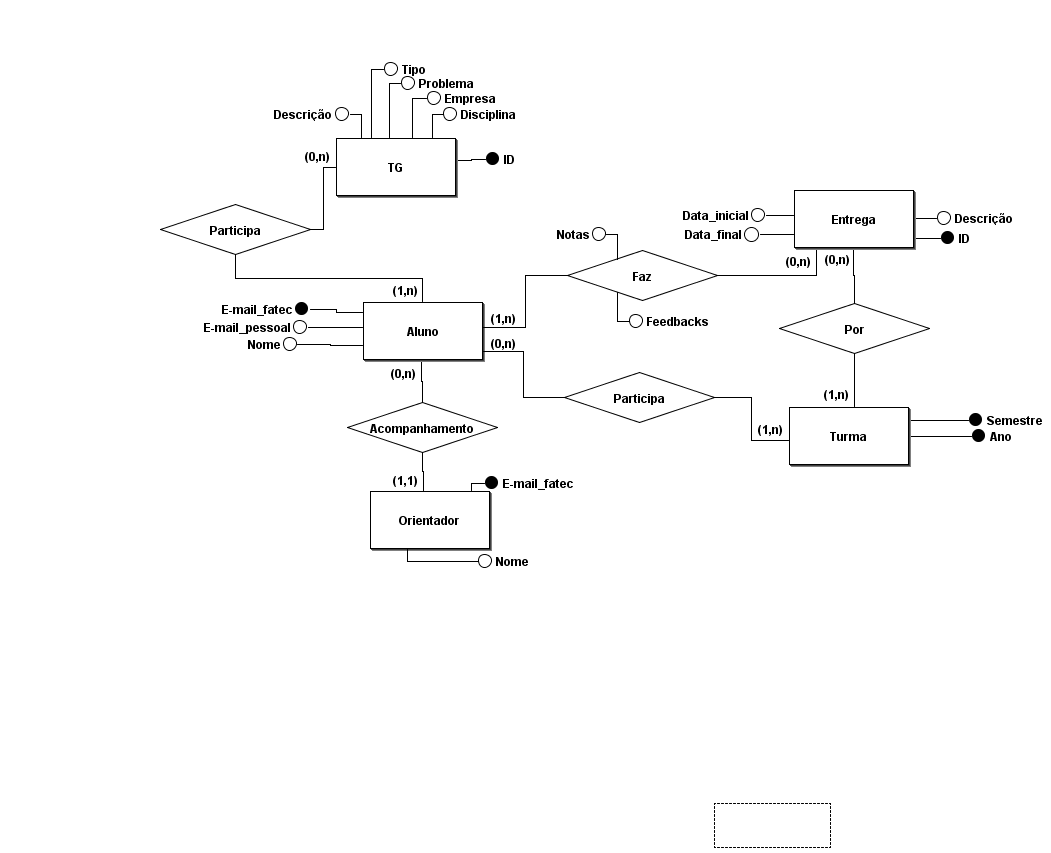 Tipo
Problema
Empresa
Descrição
Disciplina
(0,n)
TG
ID
Participa
Data_inicial
Entrega
Descrição
Notas
Data_final
ID
(0,n)
(0,n)
Faz
(1,n)
E-mail_fatec
(1,n)
Feedbacks
E-mail_pessoal
Aluno
Por
Nome
(0,n)
(0,n)
(1,n)
Participa
Semestre
Acompanhamento
(1,n)
Turma
Ano
(1,1)
E-mail_fatec
Orientador
Nome